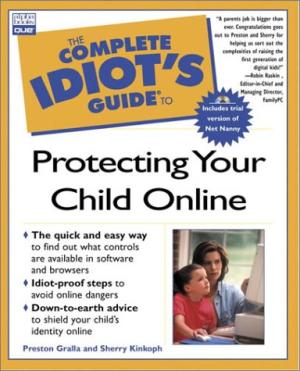 alpha books
que
THE
COMPLETE
IDIOT'S
GUIDE® TO
"A parents job is bigger than
ever. Congratulations goes
out to Preston and Sherry for
helping us sort out the
complexities of raising the
first generation of
digital kids!"
—Robin Raskin,
Editor-in-Chief and
Managing Director,
FamilyPC
Includes trial
version of
Net Nanny
Protecting Your
Child Online
The quick and easy way
to find out what controls
are available in software
and browsers
Idiot-proof steps to
avoid online dangers
Down-to-earth advice
to shield your child's
identity online
Preston Gralla and Sherry Kinkoph